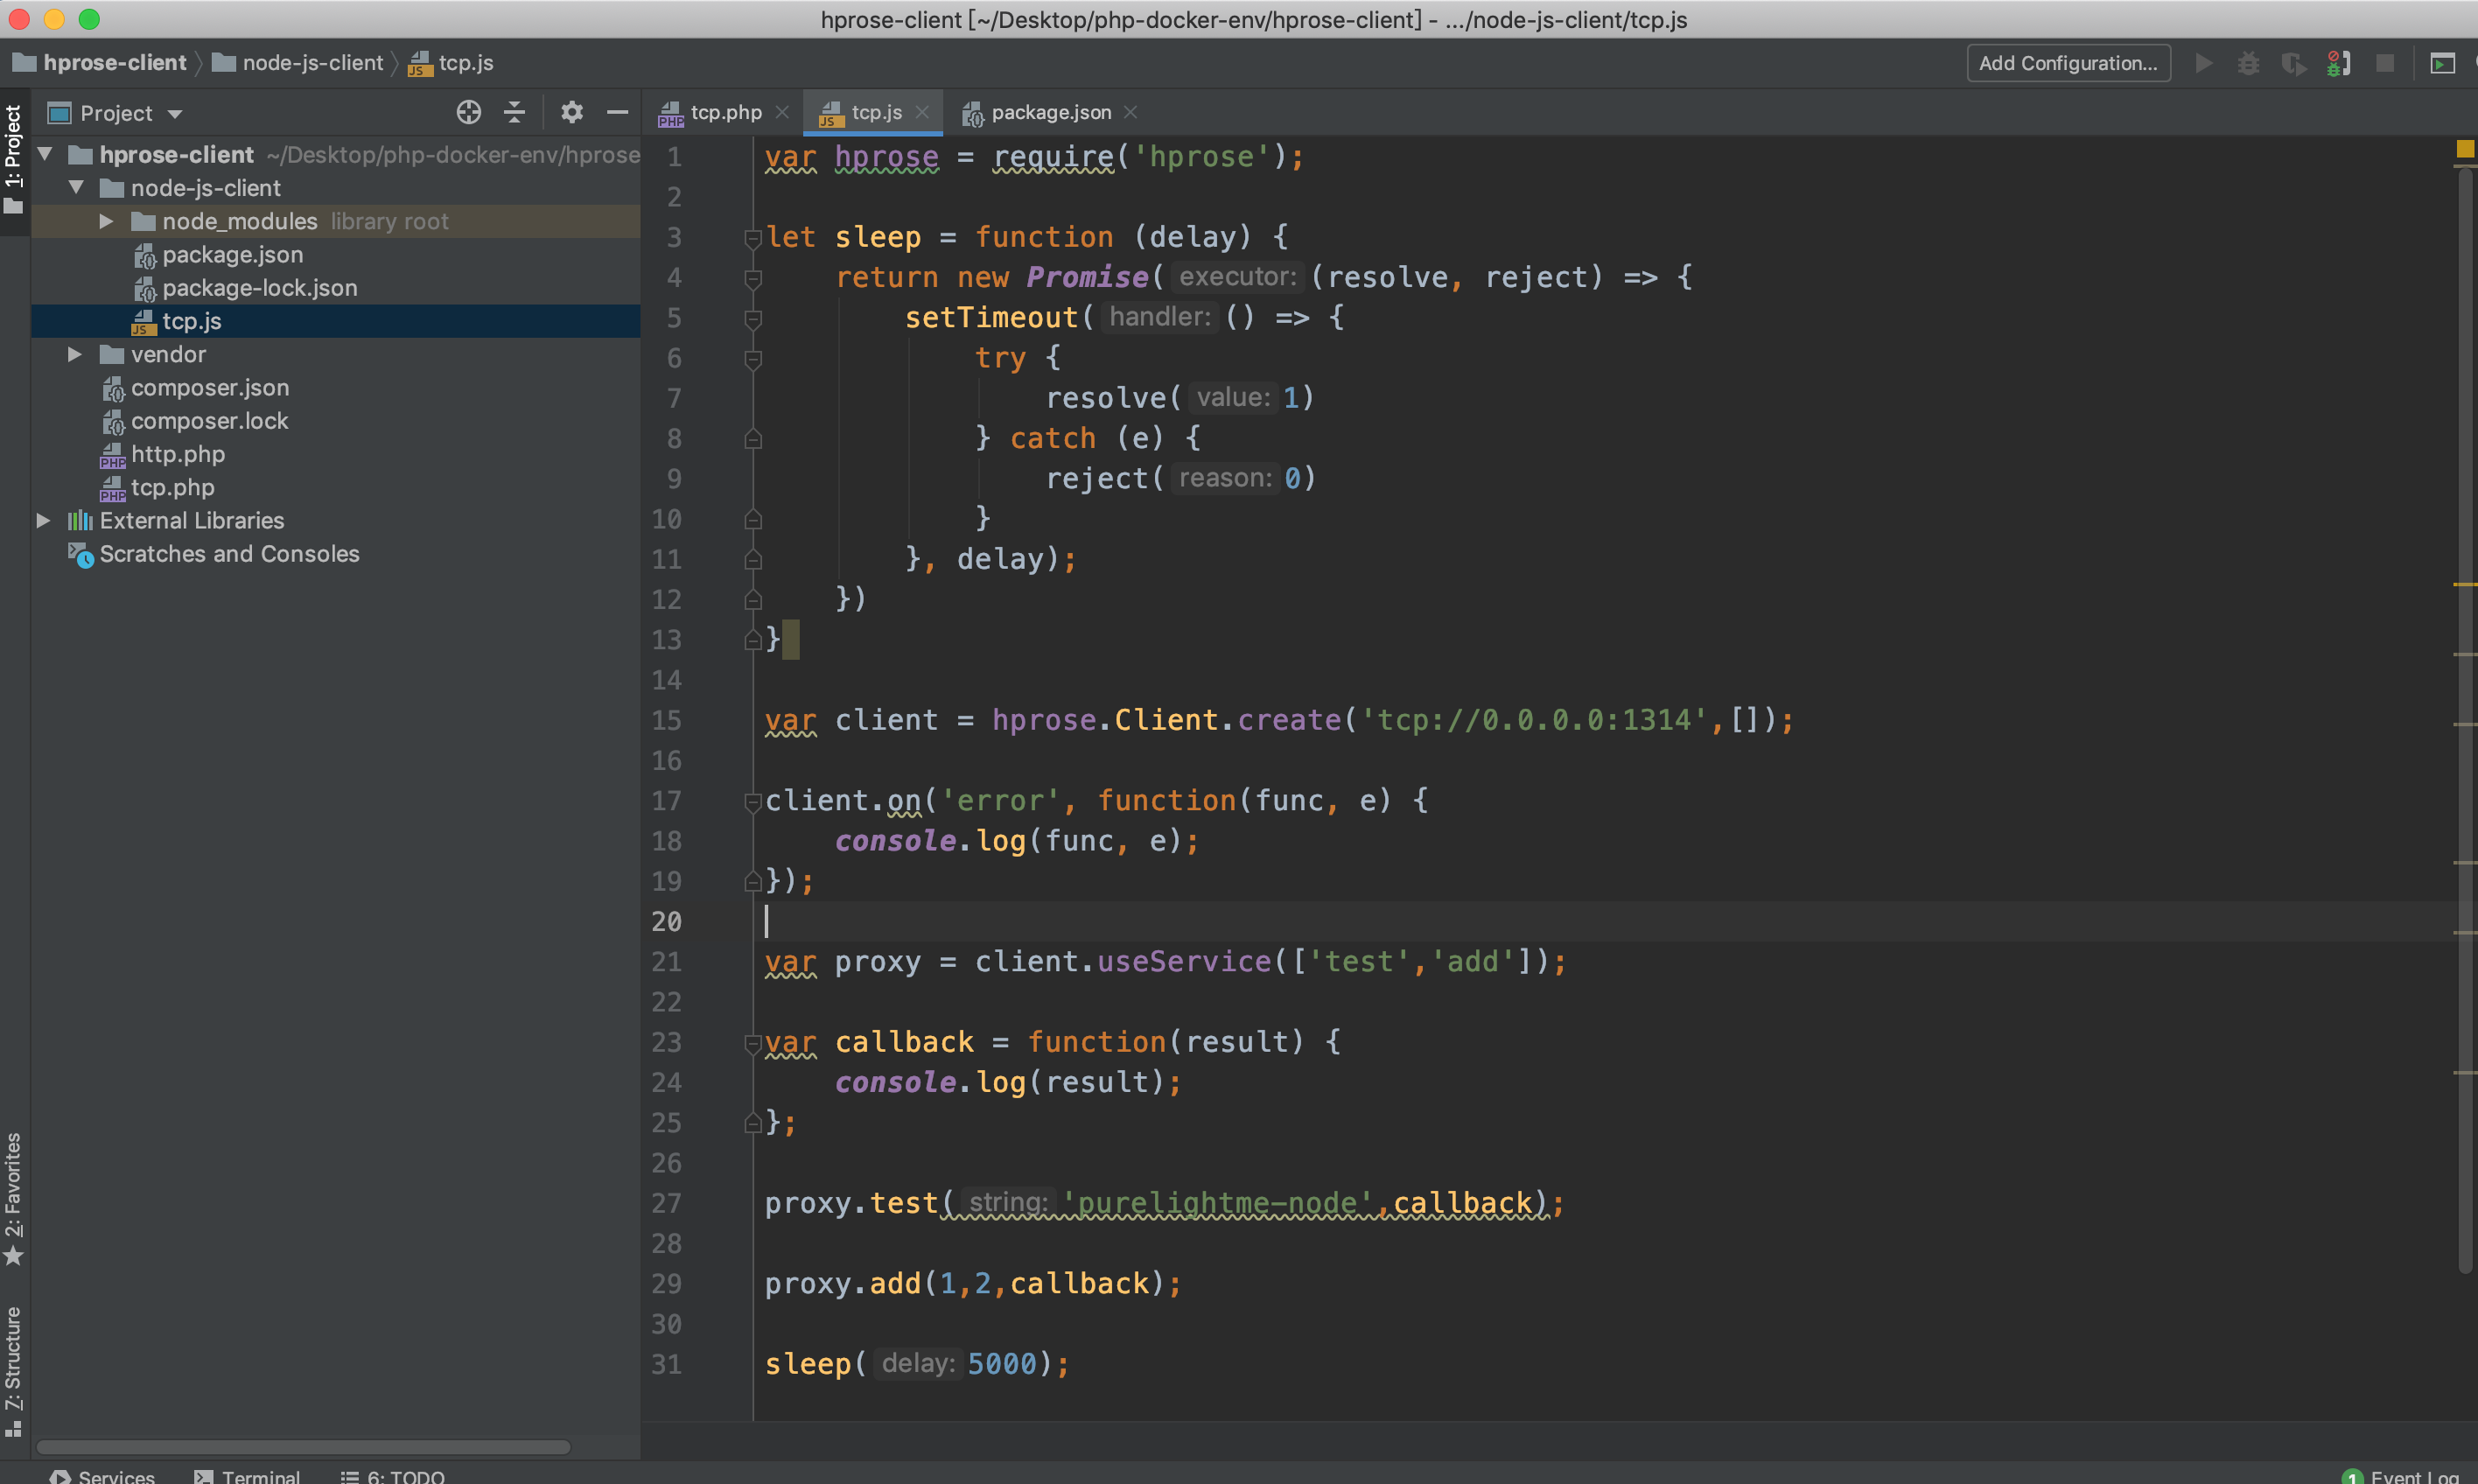 hprose-client [~/Desktop/php-docker-env/hprose-client] - .../node-js-client/tcp.js
hprose-client node-js-client tcp.js
Add Configuration...
1: Project
2: Favorites
7: Structure
Project
hprose-client ~/Desktop/php-docker-env/hprose
node-js-client
node_modules library root
package.json
package-lock.json
tcp.js
vendor
composer.json
composer.lock
http.php
tcp.php
External Libraries
Scratches and Consoles
tcp.php tcp.js package.json
1 var hprose = require('hprose');
2
3 let sleep = function (delay) {
4 return new Promise( executor: (resolve, reject) => {
5 setTimeout( handler: () => {
6 try {
7 resolve( value: 1)
8 } catch (e) {
9 reject( reason: 0)
10 }
11 }, delay);
12 })
13 }
14
15 var client = hprose.Client.create('tcp://0.0.0.0:1314',[]);
16
17 client.on('error', function(func, e) {
18 console.log(func, e);
19 });
20
21 var proxy = client.useService(['test','add']);
22
23 var callback = function(result) {
24 console.log(result);
25 };
26
27 proxy.test( string: 'purelightme-node',callback);
28
29 proxy.add(1,2,callback);
30
31 sleep( delay: 5000);
Services Terminal 6: TODO
1 Event Log